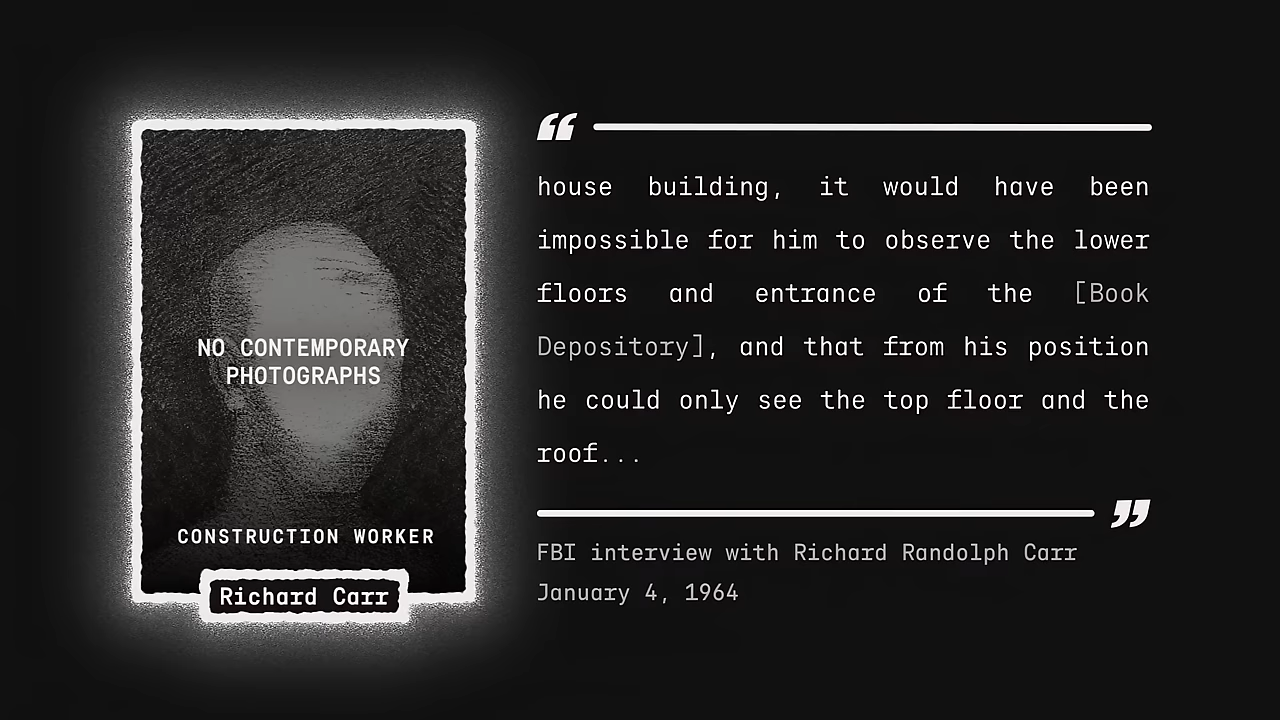 NO CONTEMPORARY
PHOTOGRAPHS
CONSTRUCTION WORKER
Richard Carr
“
house building, it would have been
impossible for him to observe the lower
floors and entrance of the [Book
Depository], and that from his position
he could only see the top floor and the
roof...
”
FBI interview with Richard Randolph Carr
January 4, 1964